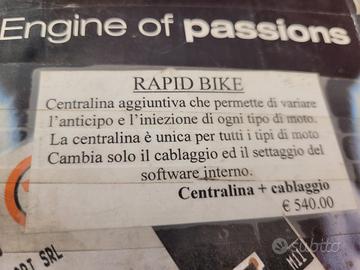 Engine of passions
RAPID BIKE
Centralina aggiuntiva che permette di variare
l'anticipo e l'iniezione di ogni tipo di moto.
La centralina è unica per tutti i tipi di moto
Cambia solo il cablaggio ed il settaggio del
software interno.
Centralina + cablaggio
€ 540.00
SRL
subito